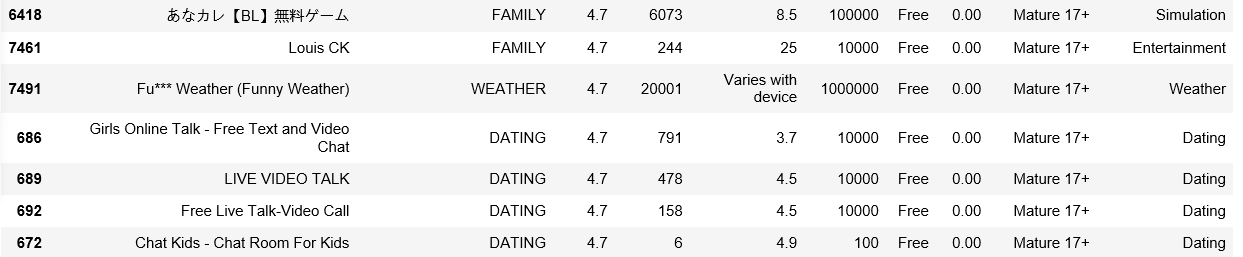 6418 あなカレ【BL】無料ゲーム FAMILY 4.7 6073 8.5 100000 Free 0.00 Mature 17+ Simulation
7461 Louis CK FAMILY 4.7 244 25 10000 Free 0.00 Mature 17+ Entertainment
7491 Fu*** Weather (Funny Weather) WEATHER 4.7 20001 Varies with
device 1000000 Free 0.00 Mature 17+ Weather
686 Girls Online Talk - Free Text and Video
Chat DATING 4.7 791 3.7 10000 Free 0.00 Mature 17+ Dating
689 LIVE VIDEO TALK DATING 4.7 478 4.5 10000 Free 0.00 Mature 17+ Dating
692 Free Live Talk-Video Call DATING 4.7 158 4.5 10000 Free 0.00 Mature 17+ Dating
672 Chat Kids - Chat Room For Kids DATING 4.7 6 4.9 100 Free 0.00 Mature 17+ Dating